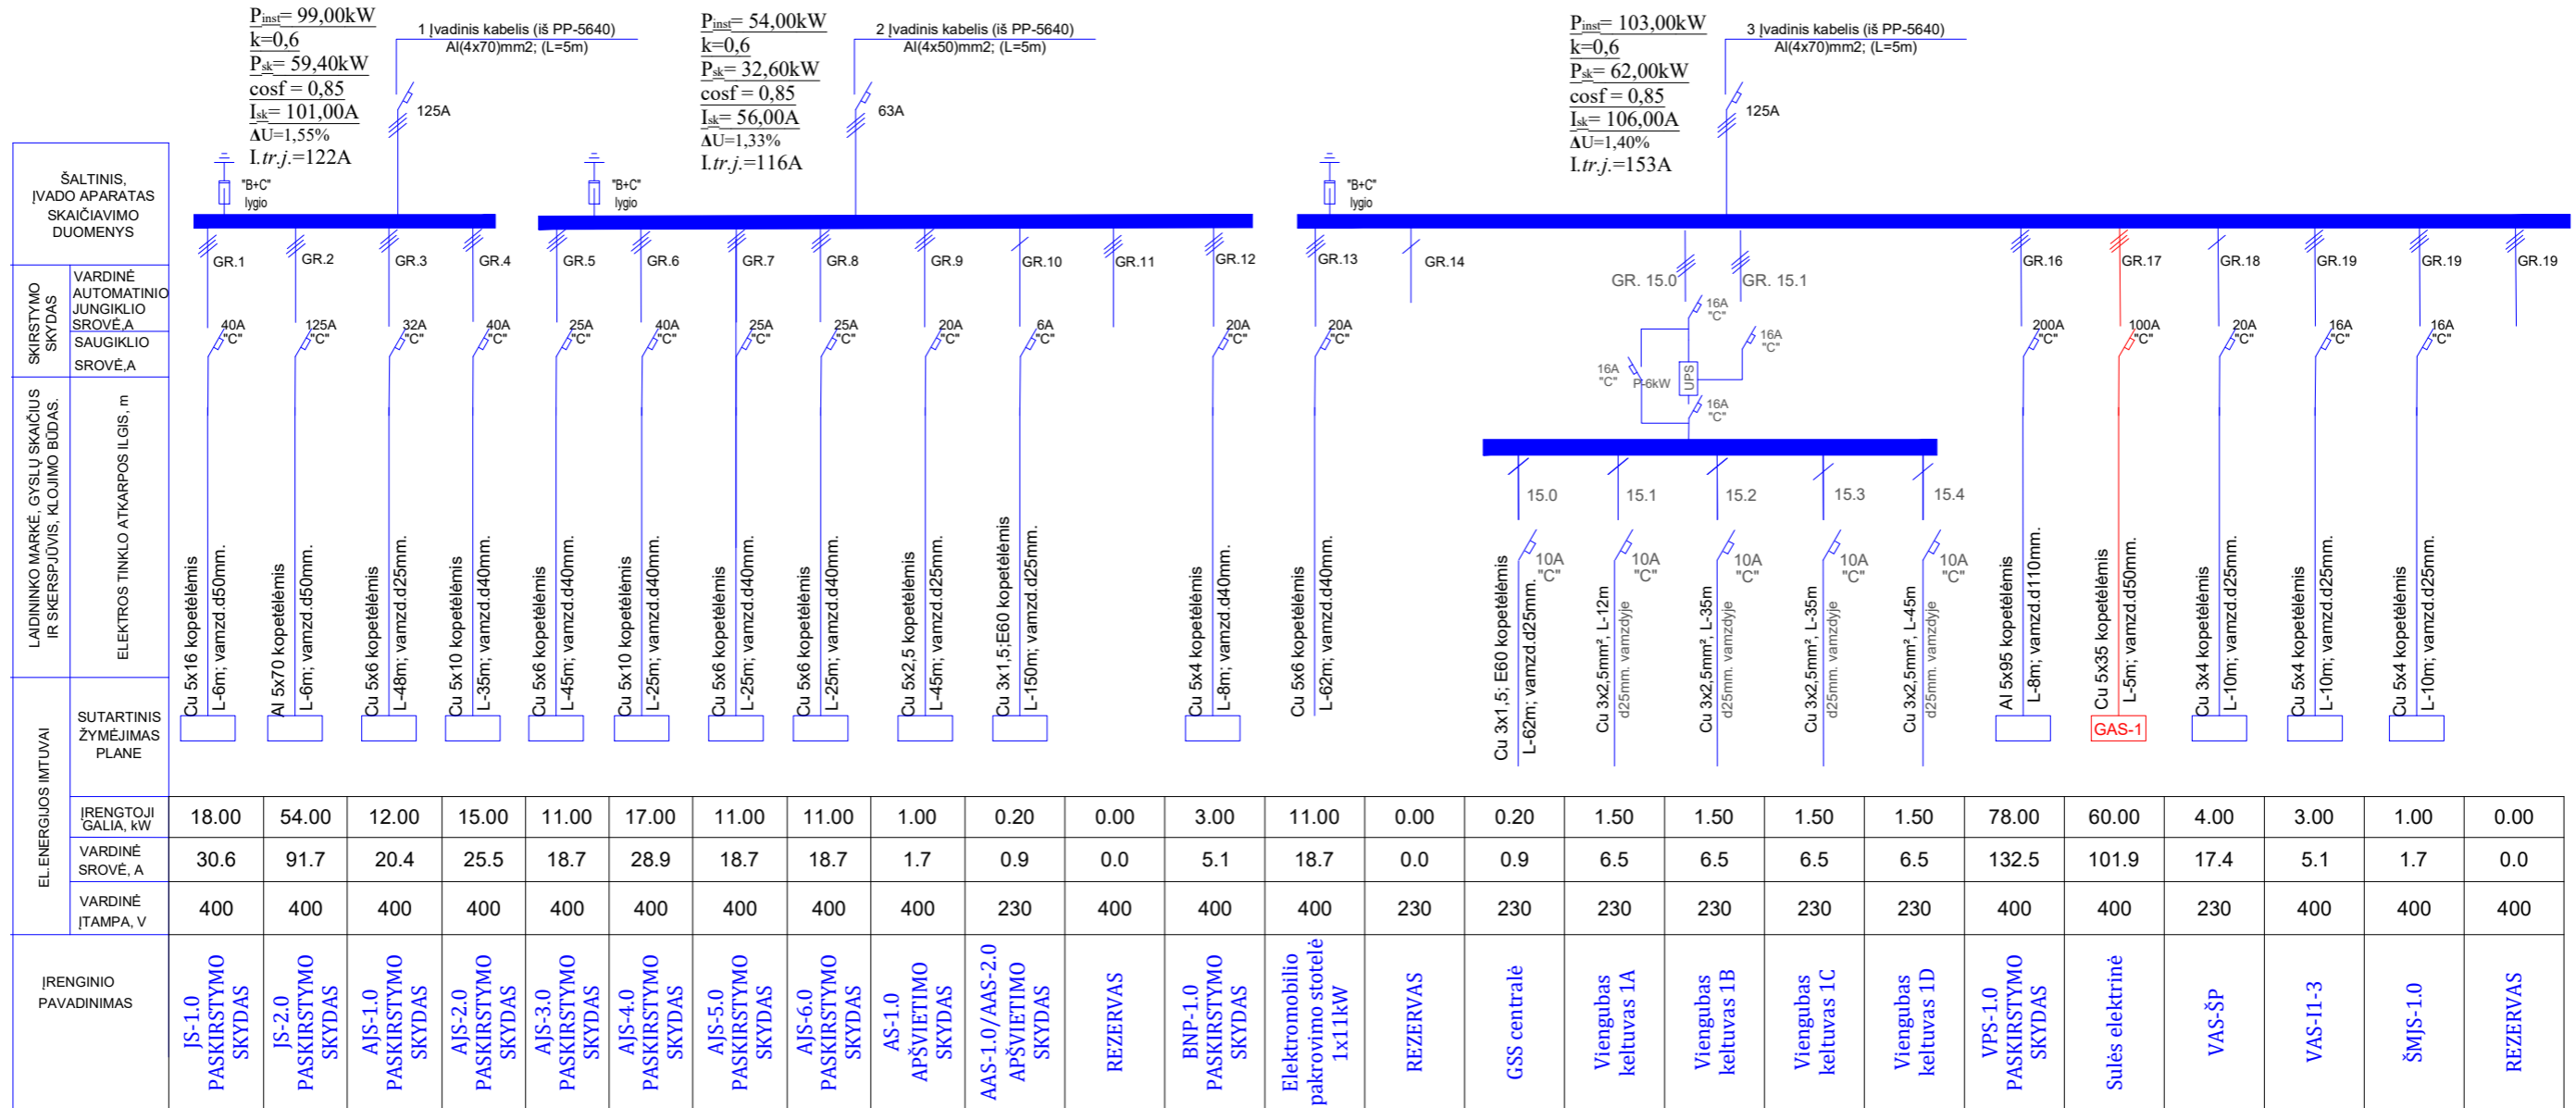 Pinst= 99,00kW
k=0,6
Psk= 59,40kW
cosf = 0,85
Isk= 101,00A
ΔU=1,55%
I.tr.j.=122A
1 Įvadinis kabelis (iš PP-5640)
Al(4x70)mm2; (L=5m)
125A
Pinst= 54,00kW
k=0,6
Psk= 32,60kW
cosf = 0,85
Isk= 56,00A
ΔU=1,33%
I.tr.j.=116A
2 Įvadinis kabelis (iš PP-5640)
Al(4x50)mm2; (L=5m)
63A
Pinst= 103,00kW
k=0,6
Psk= 62,00kW
cosf = 0,85
Isk= 106,00A
ΔU=1,40%
I.tr.j.=153A
3 Įvadinis kabelis (iš PP-5640)
Al(4x70)mm2; (L=5m)
125A
ŠALTINIS,
ĮVADO APARATAS
SKAIČIAVIMO
DUOMENYS
"B+C"
lygio
"B+C"
lygio
"B+C"
lygio
GR.1 GR.2 GR.3 GR.4 GR.5 GR.6 GR.7 GR.8 GR.9 GR.10 GR.11 GR.12 GR.13 GR.14 GR. 15.0 GR. 15.1 GR.16 GR.17 GR.18 GR.19 GR.19 GR.19
SKIRSTYMO
SKYDAS
VARDINĖ
AUTOMATINIO
JUNGIKLIO
SROVĖ,A
SAUGIKLIO
SROVĖ,A
40A
"C"
125A
"C"
32A
"C"
40A
"C"
25A
"C"
40A
"C"
25A
"C"
25A
"C"
20A
"C"
6A
"C"
20A
"C"
20A
"C"
16A
"C"
16A
"C"
16A
"C"
P-6kW
UPS
16A
"C"
200A
"C"
100A
"C"
20A
"C"
16A
"C"
16A
"C"
15.0 15.1 15.2 15.3 15.4
10A
"C"
10A
"C"
10A
"C"
10A
"C"
10A
"C"
LAIDININKO MARKĖ, GYSLŲ SKAIČIUS
IR SKERSPJŪVIS, KLOJIMO BŪDAS.
ELEKTROS TINKLO ATKARPOS ILGIS, m
Cu 5x16 kopetėlėmis
L-6m; vamzd.d50mm.
Al 5x70 kopetėlėmis
L-6m; vamzd.d50mm.
Cu 5x6 kopetėlėmis
L-48m; vamzd.d25mm.
Cu 5x10 kopetėlėmis
L-35m; vamzd.d40mm.
Cu 5x6 kopetėlėmis
L-45m; vamzd.d40mm.
Cu 5x10 kopetėlėmis
L-25m; vamzd.d40mm.
Cu 5x6 kopetėlėmis
L-25m; vamzd.d40mm.
Cu 5x6 kopetėlėmis
L-25m; vamzd.d40mm.
Cu 5x2,5 kopetėlėmis
L-45m; vamzd.d25mm.
Cu 3x1,5;E60 kopetėlėmis
L-150m; vamzd.d25mm.
Cu 5x4 kopetėlėmis
L-8m; vamzd.d40mm.
Cu 5x6 kopetėlėmis
L-62m; vamzd.d40mm.
Cu 3x1,5; E60 kopetėlėmis
L-62m; vamzd.d25mm.
Cu 3x2,5mm², L-12m
d25mm. vamzdyje
Cu 3x2,5mm², L-35m
d25mm. vamzdyje
Cu 3x2,5mm², L-35m
d25mm. vamzdyje
Cu 3x2,5mm², L-45m
d25mm. vamzdyje
Al 5x95 kopetėlėmis
L-8m; vamzd.d110mm.
Cu 5x35 kopetėlėmis
L-5m; vamzd.d50mm.
Cu 3x4 kopetėlėmis
L-10m; vamzd.d25mm.
Cu 5x4 kopetėlėmis
L-10m; vamzd.d25mm.
Cu 5x4 kopetėlėmis
L-10m; vamzd.d25mm.
EL.ENERGIJOS IMTUVAI
SUTARTINIS
ŽYMĖJIMAS
PLANE
GAS-1
ĮRENGTOJI
GALIA, kW
18.00 54.00 12.00 15.00 11.00 17.00 11.00 11.00 1.00 0.20 0.00 3.00 11.00 0.00 0.20 1.50 1.50 1.50 1.50 78.00 60.00 4.00 3.00 1.00 0.00
VARDINĖ
SROVĖ, A
30.6 91.7 20.4 25.5 18.7 28.9 18.7 18.7 1.7 0.9 0.0 5.1 18.7 0.0 0.9 6.5 6.5 6.5 6.5 132.5 101.9 17.4 5.1 1.7 0.0
VARDINĖ
ĮTAMPA, V
400 400 400 400 400 400 400 400 400 230 400 400 400 230 230 230 230 230 230 400 400 230 400 400 400
ĮRENGINIO
PAVADINIMAS
JS-1.0
PASKIRSTYMO
SKYDAS
JS-2.0
PASKIRSTYMO
SKYDAS
AJS-1.0
PASKIRSTYMO
SKYDAS
AJS-2.0
PASKIRSTYMO
SKYDAS
AJS-3.0
PASKIRSTYMO
SKYDAS
AJS-4.0
PASKIRSTYMO
SKYDAS
AJS-5.0
PASKIRSTYMO
SKYDAS
AJS-6.0
PASKIRSTYMO
SKYDAS
AS-1.0
APŠVIETIMO
SKYDAS
AAS-1.0/AAS-2.0
APŠVIETIMO
SKYDAS
REZERVAS
BNP-1.0
PASKIRSTYMO
SKYDAS
Elektromobilio
pakrovimo stotelė
1x11kW
REZERVAS
GSS centralė
Viengubas
keltuvas 1A
Viengubas
keltuvas 1B
Viengubas
keltuvas 1C
Viengubas
keltuvas 1D
VPS-1.0
PASKIRSTYMO
SKYDAS
Sulės elektrinė
VAS-ŠP
VAS-I1-3
ŠMJS-1.0
REZERVAS